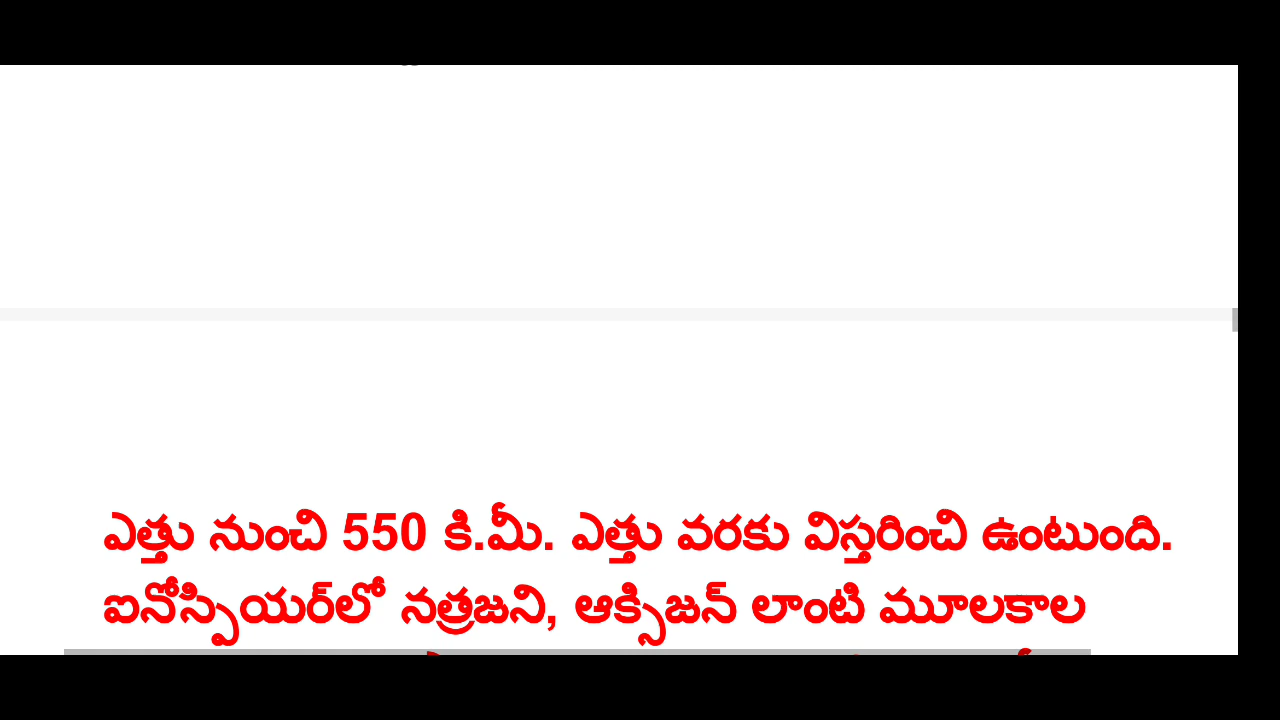 ఎత్తు నుంచి 550 కి.మీ. ఎత్తు వరకు విస్తరించి ఉంటుంది.
ఐనోస్పియర్‌లో నత్రజని, ఆక్సిజన్ లాంటి మూలకాల